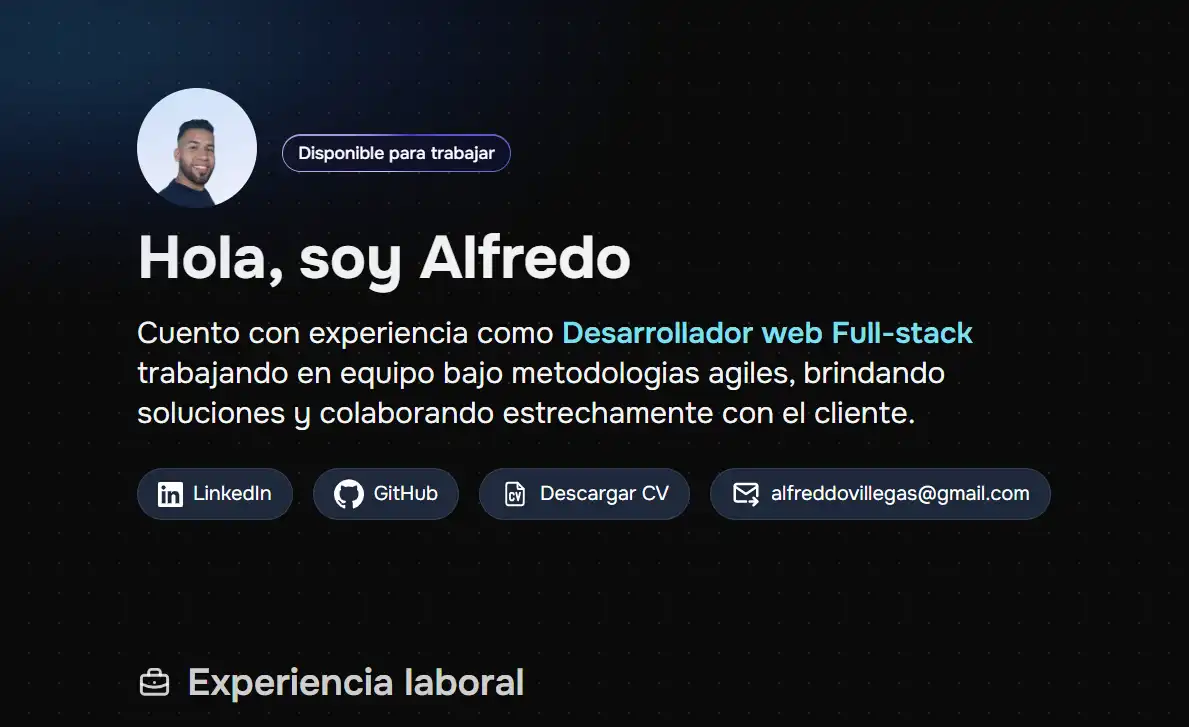 Disponible para trabajar
Hola, soy Alfredo
Cuento con experiencia como Desarrollador web Full-stack
trabajando en equipo bajo metodologias agiles, brindando
soluciones y colaborando estrechamente con el cliente.
in LinkedIn
GitHub
CV Descargar CV
alfreddovillegas@gmail.com
Experiencia laboral